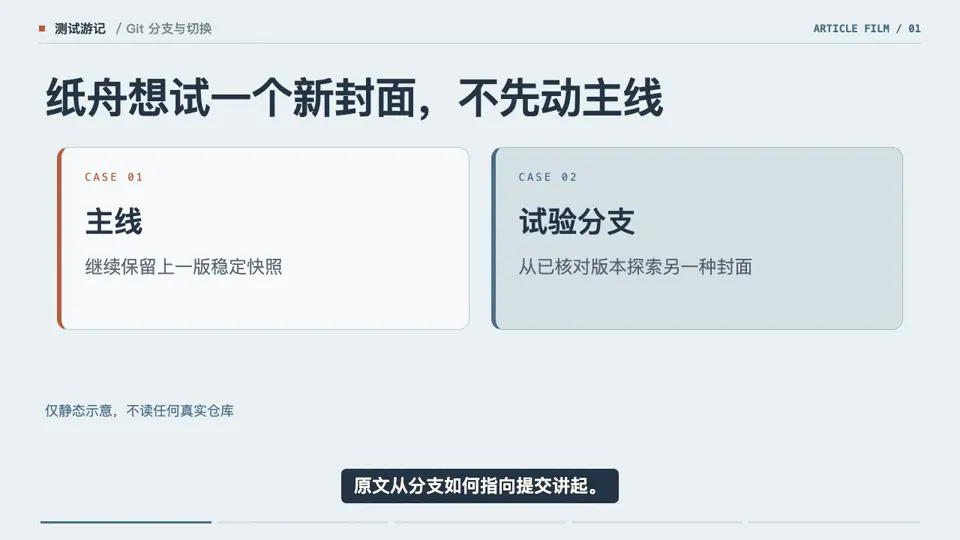 测试游记 / Git 分支与切换
ARTICLE FILM / 01
纸舟想试一个新封面，不先动主线
CASE 01
主线
继续保留上一版稳定快照
CASE 02
试验分支
从已核对版本探索另一种封面
仅静态示意，不读任何真实仓库
原文从分支如何指向提交讲起。